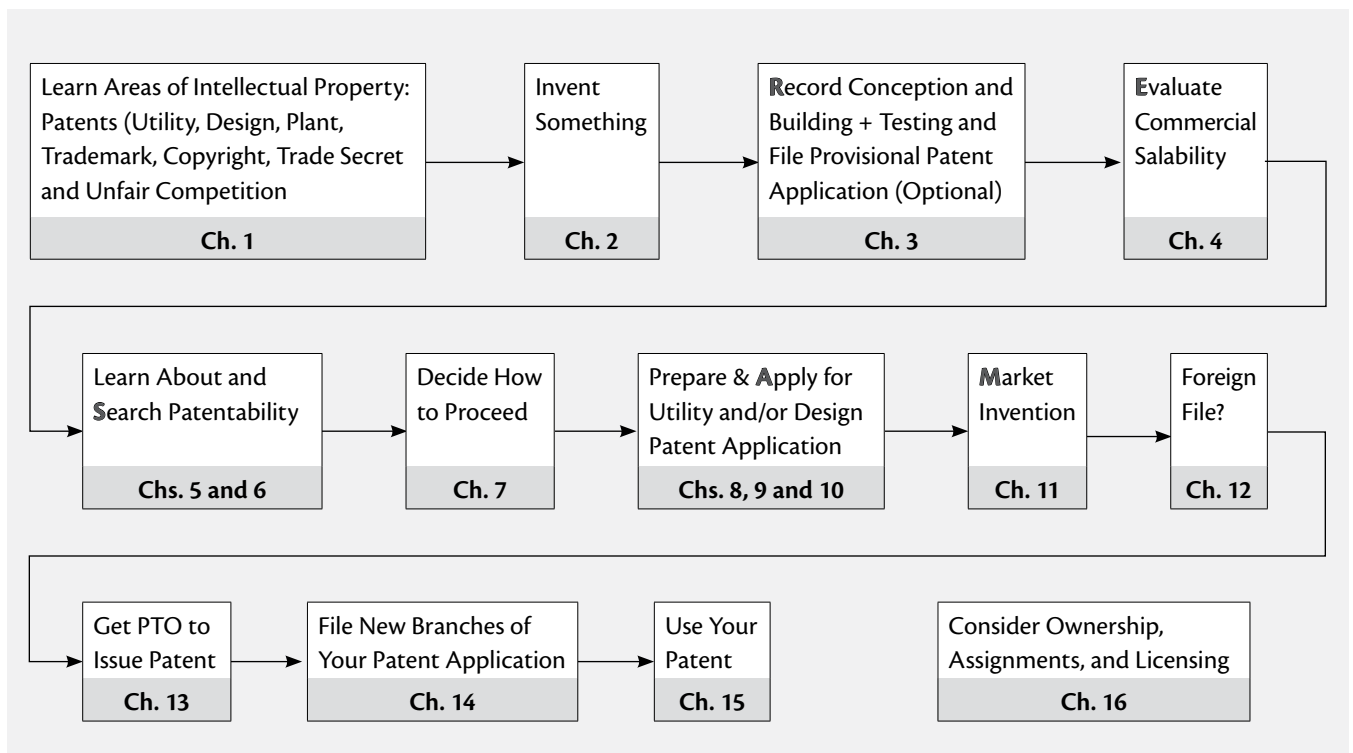 Learn Areas of Intellectual Property:
Patents (Utility, Design, Plant,
Trademark, Copyright, Trade Secret
and Unfair Competition
Ch. 1
Invent
Something
Ch. 2
Record Conception and
Building + Testing and
File Provisional Patent
Application (Optional)
Ch. 3
Evaluate
Commercial
Salability
Ch. 4
Learn About and
Search Patentability
Chs. 5 and 6
Decide How
to Proceed
Ch. 7
Prepare & Apply for
Utility and/or Design
Patent Application
Chs. 8, 9 and 10
Market
Invention
Ch. 11
Foreign
File?
Ch. 12
Get PTO to
Issue Patent
Ch. 13
File New Branches of
Your Patent Application
Ch. 14
Use Your
Patent
Ch. 15
Consider Ownership,
Assignments, and Licensing
Ch. 16